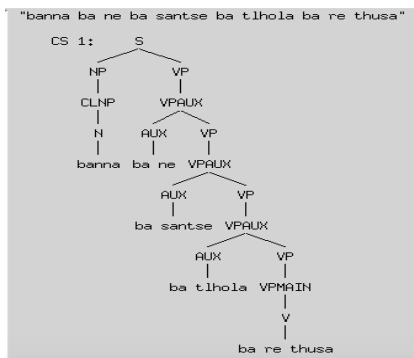 "banna ba ne ba santse ba tlhola ba re thusa"
CS 1: S
NP VP
CLNP VPAUX
N AUX VP
banna ba ne VPAUX
AUX VP
ba santse VPAUX
AUX VP
ba tlhola VPMAIN
V
ba re thusa